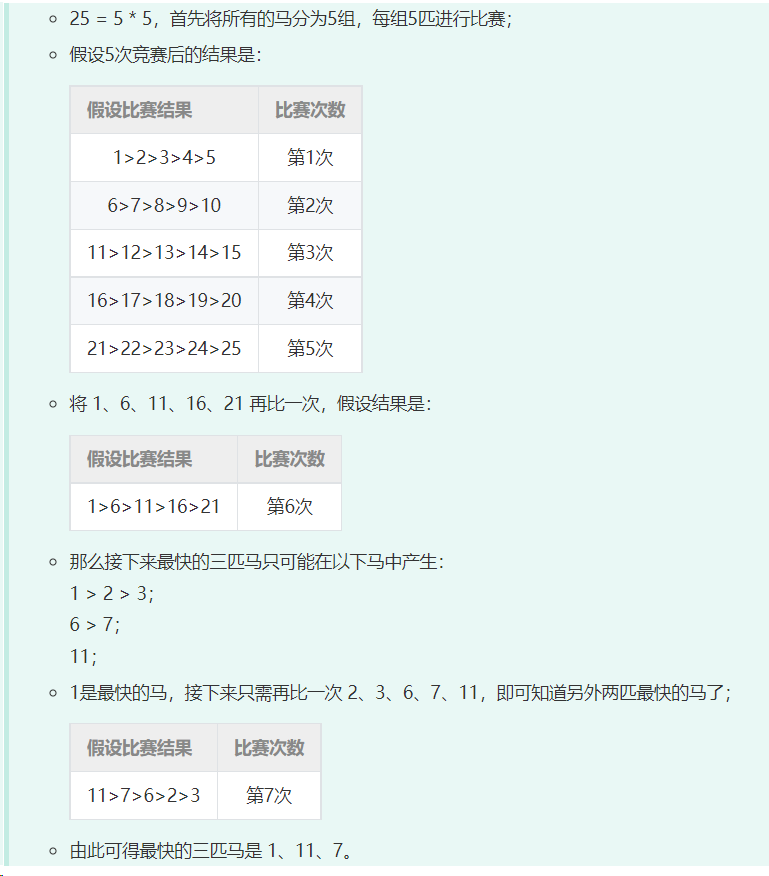 25 = 5 * 5，首先将所有的马分为5组，每组5匹进行比赛；
假设5次竞赛后的结果是：
假设比赛结果 比赛次数
1>2>3>4>5 第1次
6>7>8>9>10 第2次
11>12>13>14>15 第3次
16>17>18>19>20 第4次
21>22>23>24>25 第5次
将 1、6、11、16、21 再比一次，假设结果是：
假设比赛结果 比赛次数
1>6>11>16>21 第6次
那么接下来最快的三匹马只可能在以下马中产生：
1 > 2 > 3；
6 > 7；
11；
1是最快的马，接下来只需再比一次 2、3、6、7、11，即可知道另外两匹最快的马了；
假设比赛结果 比赛次数
11>7>6>2>3 第7次
由此可得最快的三匹马是 1、11、7。